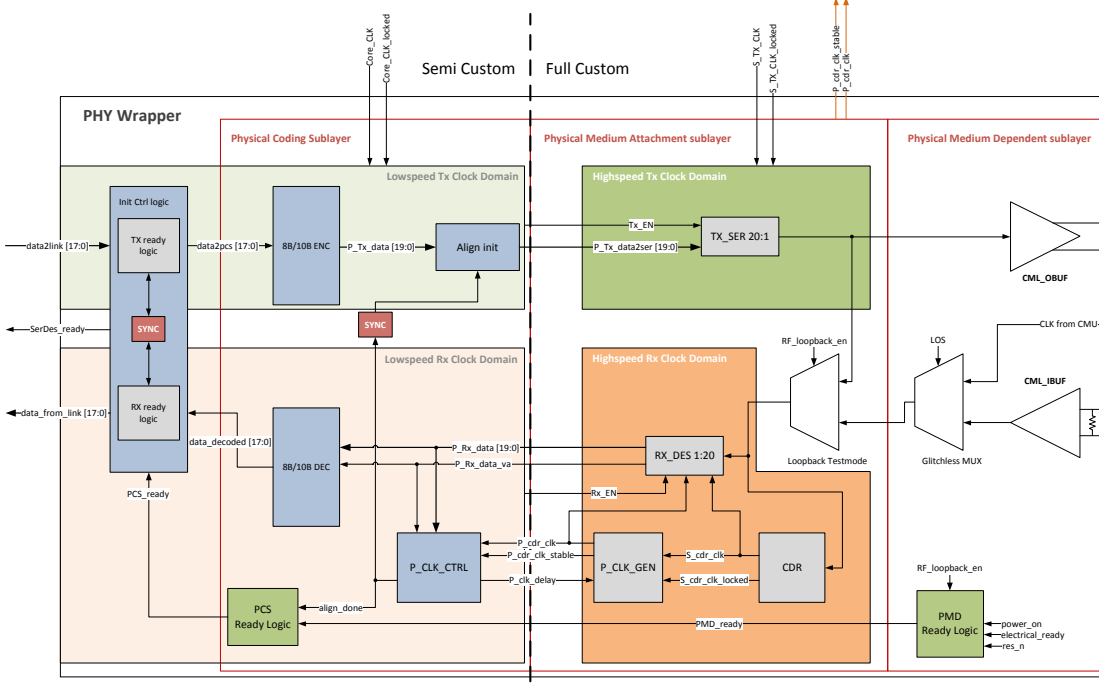 Core_CLK
Core_CLK_locked
S_TX_CLK
S_TX_CLK_locked
P_cdr_clk_stable
P_cdr_clk
Semi Custom
Full Custom
PHY Wrapper
Physical Coding Sublayer
Physical Medium Attachment sublayer
Physical Medium Dependent sublayer
Lowspeed Tx Clock Domain
Highspeed Tx Clock Domain
Init Ctrl logic
TX ready
logic
data2link [17:0]
data2pcs [17:0]
8B/10B ENC
P_Tx_data [19:0]
Align init
Tx_EN
P_Tx_data2ser [19:0]
TX_SER 20:1
CML_OBUF
SerDes_ready
SYNC
SYNC
CLK from CMU
RF_loopback_en
LOS
Lowspeed Rx Clock Domain
Highspeed Rx Clock Domain
CML_IBUF
RX ready
logic
data_from_link [17:0]
data_decoded [17:0]
8B/10B DEC
P_Rx_data [19:0]
P_Rx_data_va
RX_DES 1:20
Loopback Testmode
Glitchless MUX
PCS_ready
Rx_EN
P_cdr_clk
P_cdr_clk_stable
P_clk_delay
P_CLK_CTRL
P_CLK_GEN
S_cdr_clk
S_cdr_clk_locked
CDR
RF_loopback_en
PCS
Ready Logic
align_done
PMD_ready
PMD
Ready Logic
power_on
electrical_ready
res_n